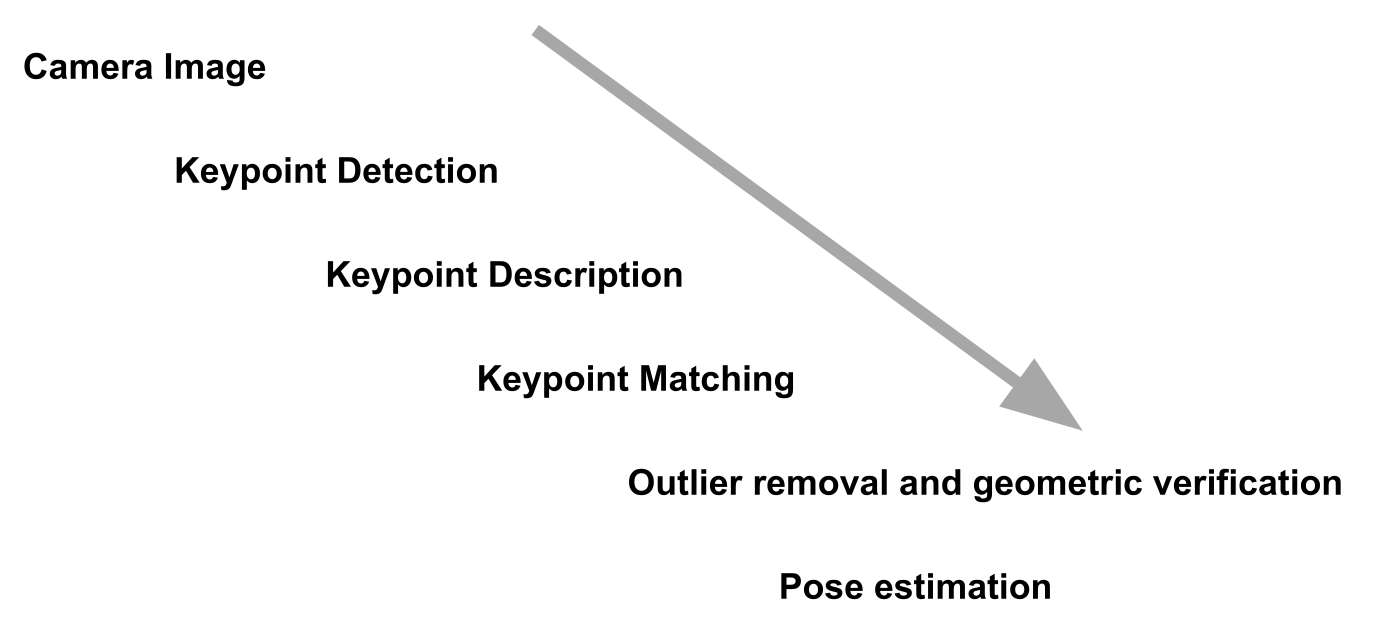 Camera Image
Keypoint Detection
Keypoint Description
Keypoint Matching
Outlier removal and geometric verification
Pose estimation